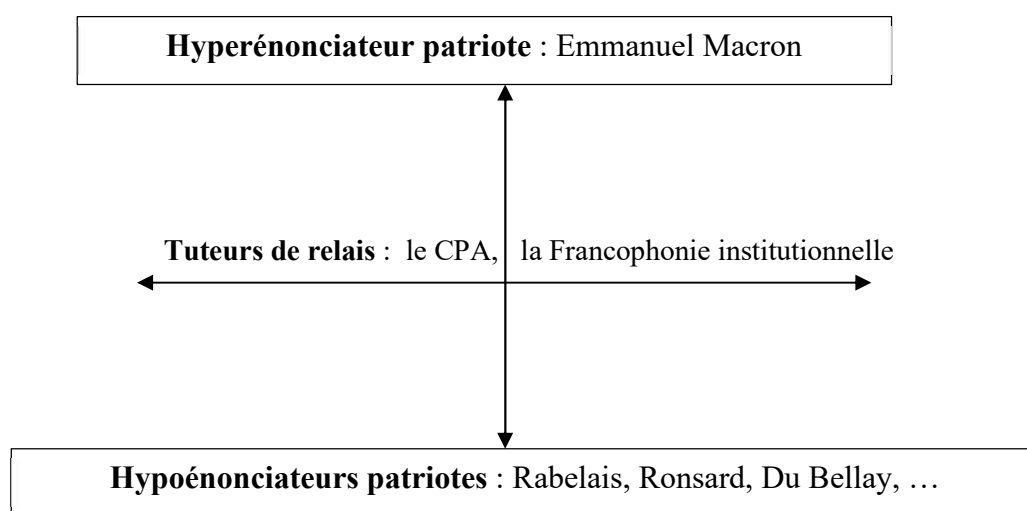 Hyperénonciateur patriote : Emmanuel Macron
Tuteurs de relais : le CPA, la Francophonie institutionnelle
Hypoénonciateurs patriotes : Rabelais, Ronsard, Du Bellay, …